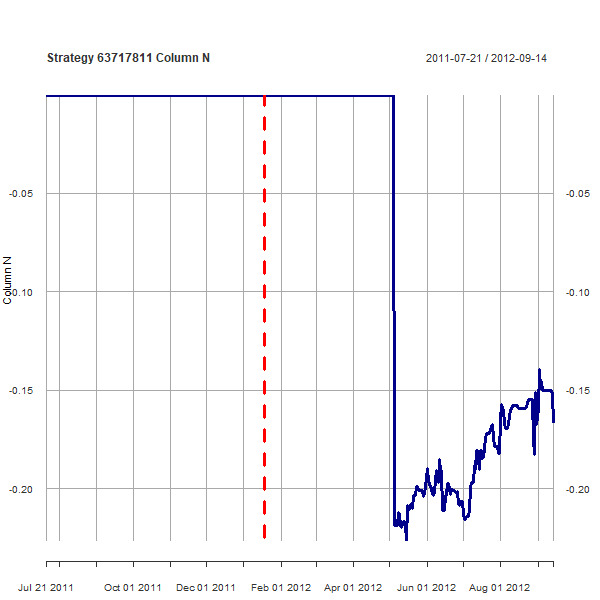 Strategy 63717811 Column N
2011-07-21 / 2012-09-14
-0.05
-0.05
Column N
-0.10
-0.10
-0.15
-0.15
-0.20
-0.20
Jul 21 2011
Oct 01 2011
Dec 01 2011
Feb 01 2012
Apr 01 2012
Jun 01 2012
Aug 01 2012